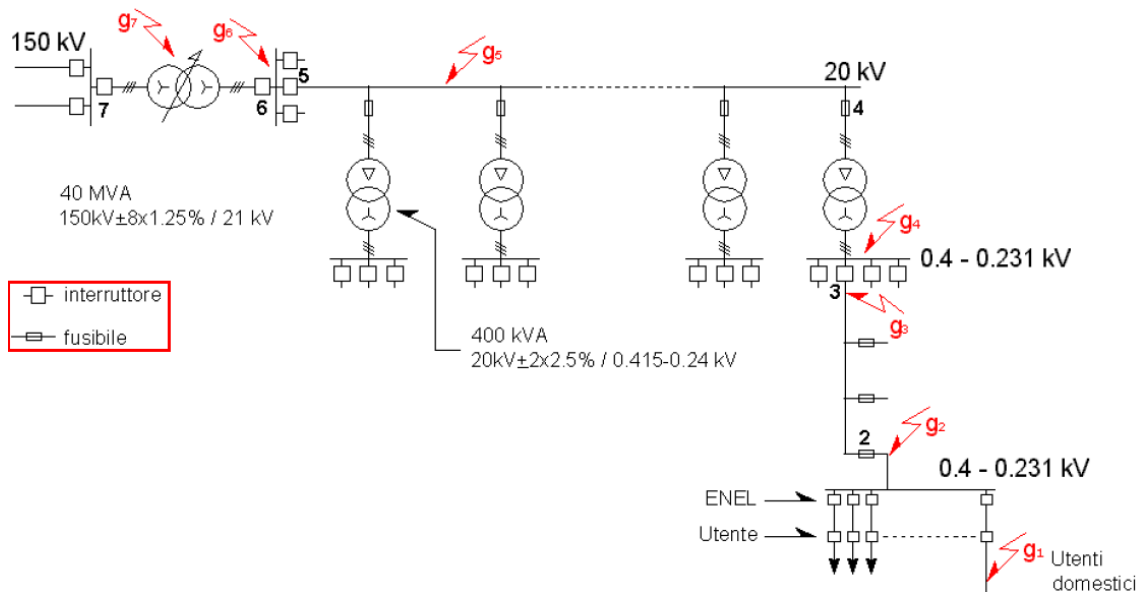 150 kV
g7
g6
5
g5
20 kV
7
6
4
40 MVA
150kV±8x1.25% / 21 kV
g4
0.4 - 0.231 kV
interruttore
fusibile
3
g3
400 kVA
20kV±2x2.5% / 0.415-0.24 kV
2
g2
0.4 - 0.231 kV
ENEL
Utente
g1
Utenti
domestici